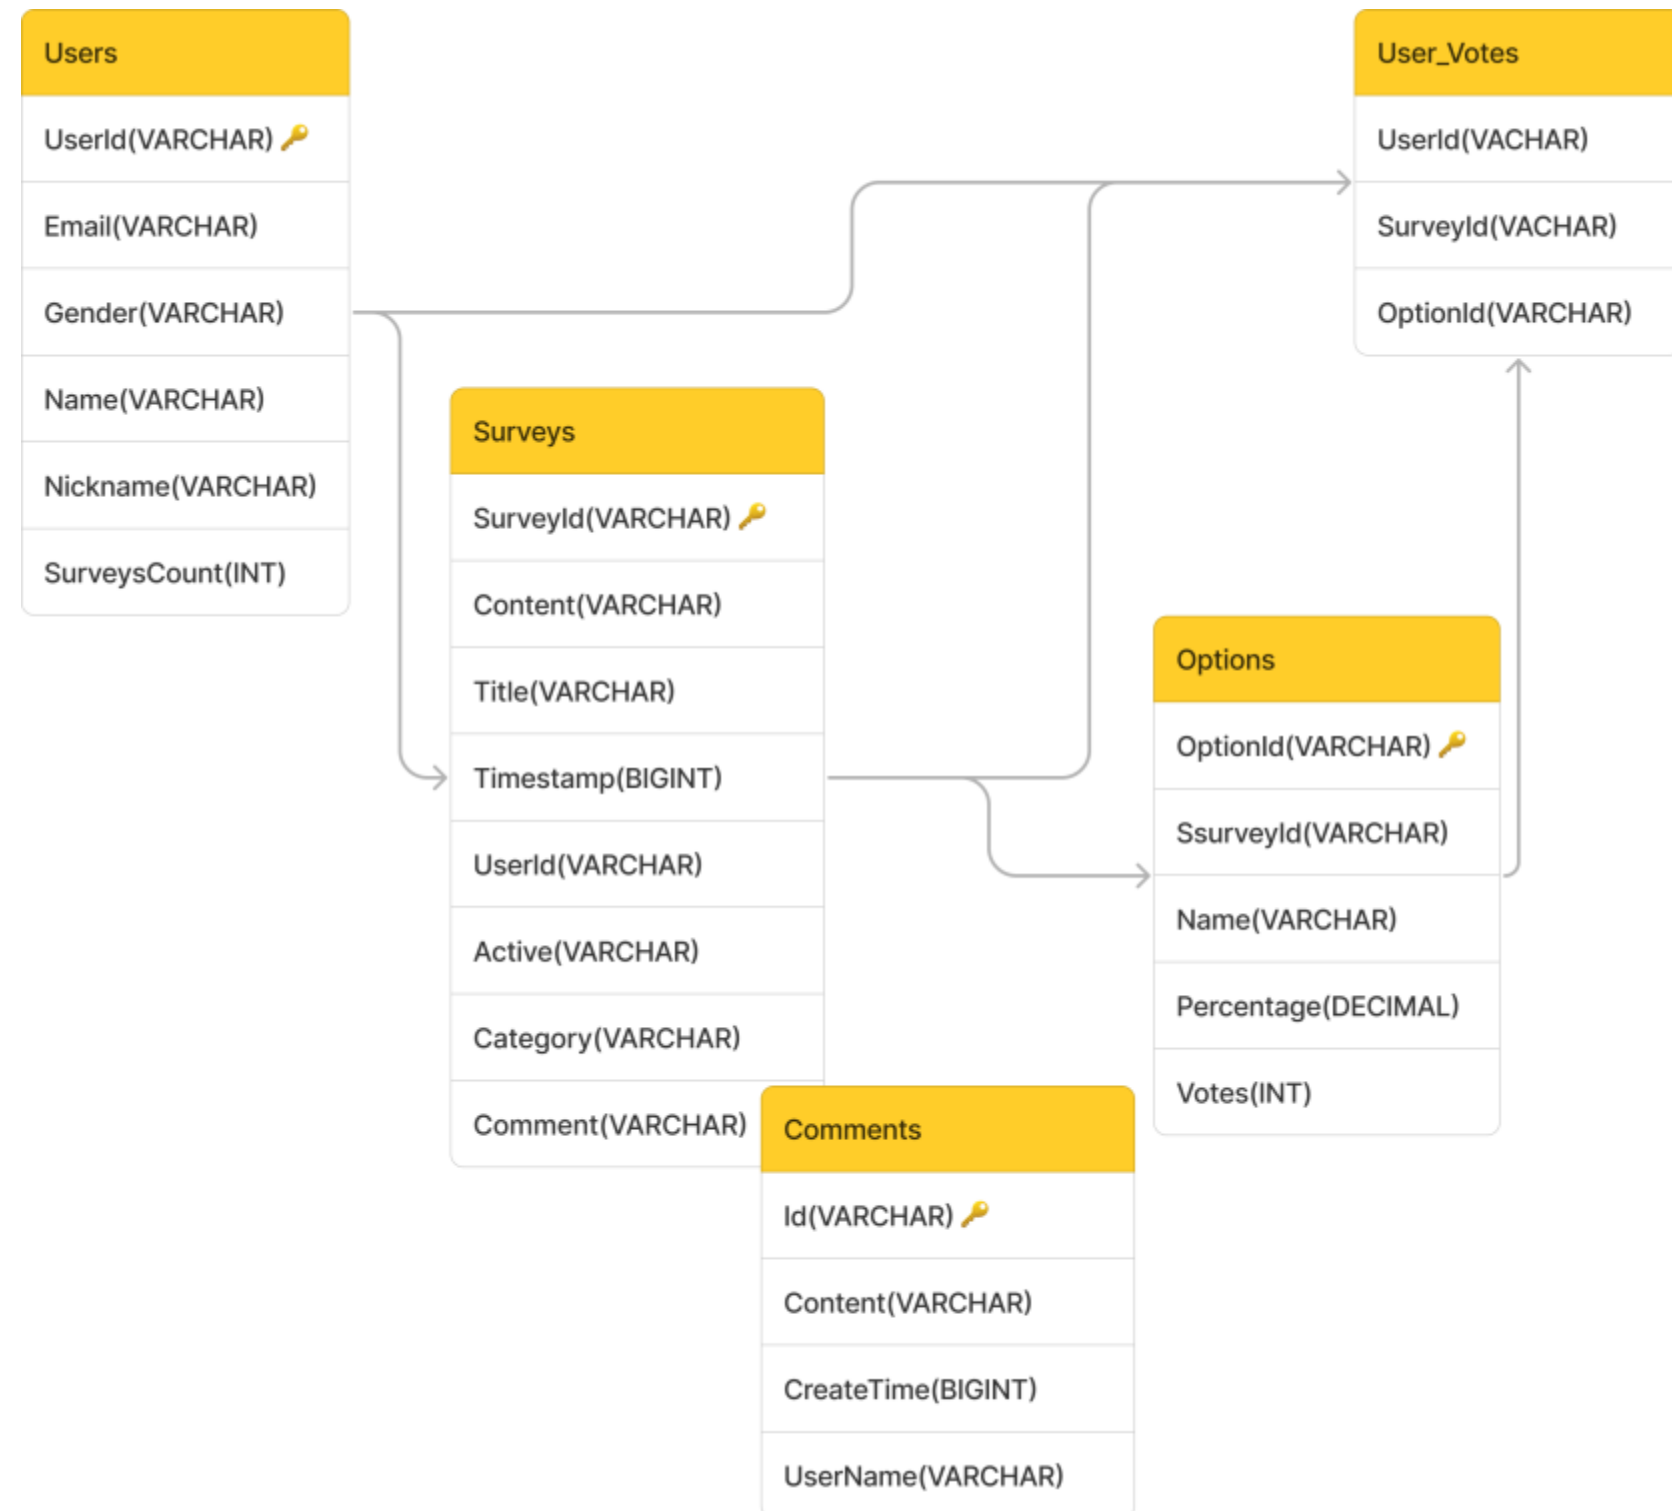 Users
UserId(VARCHAR)
Email(VARCHAR)
Gender(VARCHAR)
Name(VARCHAR)
Nickname(VARCHAR)
SurveysCount(INT)
User_Votes
UserId(VACHAR)
SurveyId(VACHAR)
OptionId(VARCHAR)
Surveys
SurveyId(VARCHAR)
Content(VARCHAR)
Title(VARCHAR)
Timestamp(BIGINT)
UserId(VARCHAR)
Active(VARCHAR)
Category(VARCHAR)
Comment(VARCHAR)
Options
OptionId(VARCHAR)
SsurveyId(VARCHAR)
Name(VARCHAR)
Percentage(DECIMAL)
Votes(INT)
Comments
Id(VARCHAR)
Content(VARCHAR)
CreateTime(BIGINT)
UserName(VARCHAR)